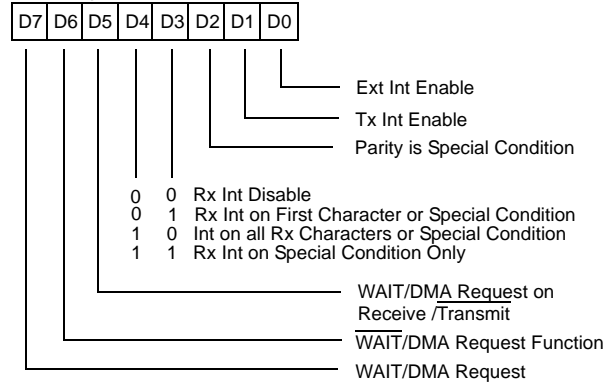 D7 D6 D5 D4 D3 D2 D1 D0
Ext Int Enable
Tx Int Enable
Parity is Special Condition
0 0 Rx Int Disable
0 1 Rx Int on First Character or Special Condition
1 0 Int on all Rx Characters or Special Condition
1 1 Rx Int on Special Condition Only
WAIT/DMA Request on
Receive /Transmit
WAIT/DMA Request Function
WAIT/DMA Request